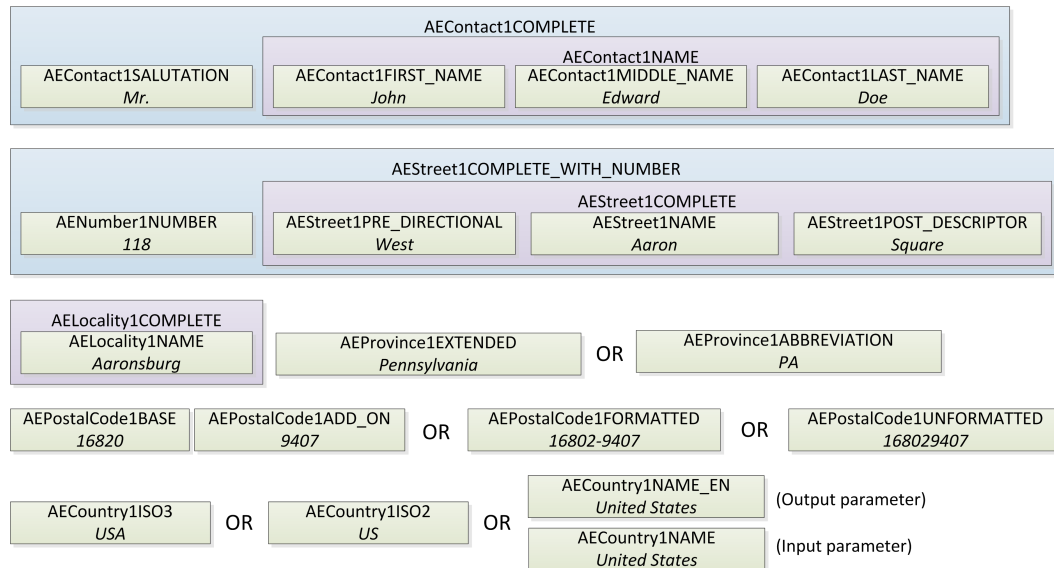 AEContact1COMPLETE
AEContact1NAME
AEContact1SALUTATION
Mr.
AEContact1FIRST_NAME
John
AEContact1MIDDLE_NAME
Edward
AEContact1LAST_NAME
Doe
AEStreet1COMPLETE_WITH_NUMBER
AEStreet1COMPLETE
AENumber1NUMBER
118
AEStreet1PRE_DIRECTIONAL
West
AEStreet1NAME
Aaron
AEStreet1POST_DESCRIPTOR
Square
AELocality1COMPLETE
AELocality1NAME
Aaronsburg
AEProvince1EXTENDED
Pennsylvania
OR
AEProvince1ABBREVIATION
PA
AEPostalCode1BASE
16820
AEPostalCode1ADD_ON
9407
OR
AEPostalCode1FORMATTED
16802-9407
OR
AEPostalCode1UNFORMATTED
168029407
AECountry1ISO3
USA
OR
AECountry1ISO2
US
OR
AECountry1NAME_EN
United States
(Output parameter)
AECountry1NAME
United States
(Input parameter)